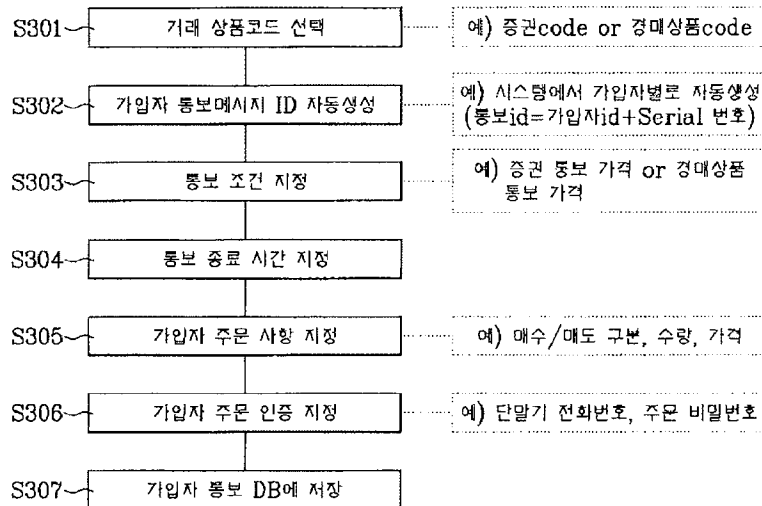 S301 거래 상품코드 선택 예) 증권code or 경매상품code
S302 가입자 통보메시지 ID 자동생성 예) 시스템에서 가입자별로 자동생성
(통보id=가입자id+Serial 번호)
S303 통보 조건 지정 예) 증권 통보 가격 or 경매상품
통보 가격
S304 통보 종료 시간 지정
S305 가입자 주문 사항 지정 예) 매수/매도 구분, 수량, 가격
S306 가입자 주문 인증 지정 예) 단말기 전화번호, 주문 비밀번호
S307 가입자 통보 DB에 저장